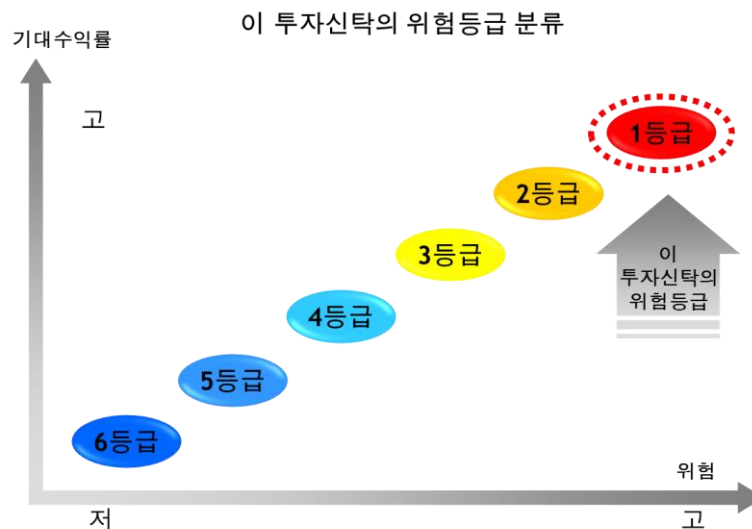 이 투자신탁의 위험등급 분류
기대수익률
고
1등급
2등급
3등급
이
투자신탁의
위험등급
4등급
5등급
6등급
위험
저
고